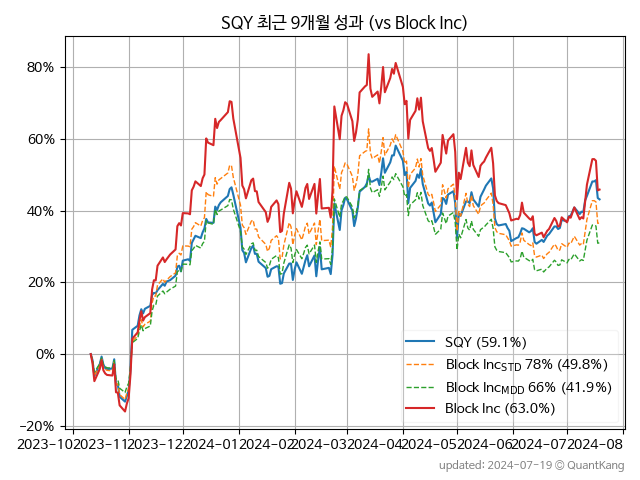 SQY 최근 9개월 성과 (vs Block Inc)
80%
60%
40%
20%
0%
−20%
SQY (59.1%)
Block IncSTD 78% (49.8%)
Block IncMDD 66% (41.9%)
Block Inc (63.0%)
2023-10 2023-11 2023-12 2024-01 2024-02 2024-03 2024-04 2024-05 2024-06 2024-07 2024-08
updated: 2024-07-19 @ QuantKang